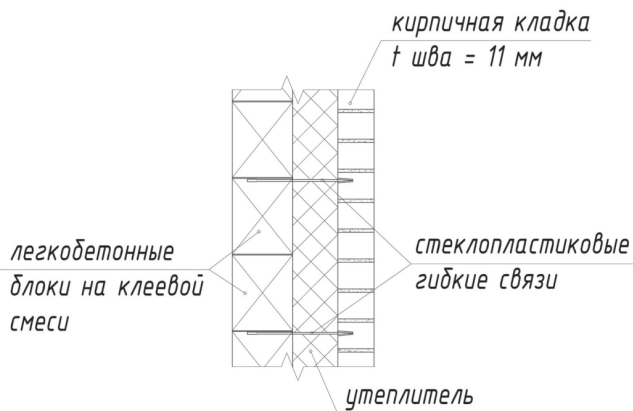 кирпичная кладка
t шва = 11 мм
легкобетонные
блоки на клеевой
смеси
стеклопластиковые
гибкие связи
утеплитель